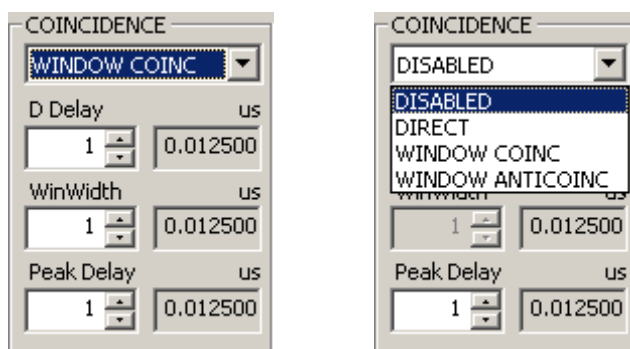 COINCIDENCE
WINDOW COINC
D Delay us
1 0.012500
WinWidth us
1 0.012500
Peak Delay us
1 0.012500
COINCIDENCE
DISABLED
DISABLED
DIRECT
WINDOW COINC
WINDOW ANTICOINC
WinWidth us
1 0.012500
Peak Delay us
1 0.012500